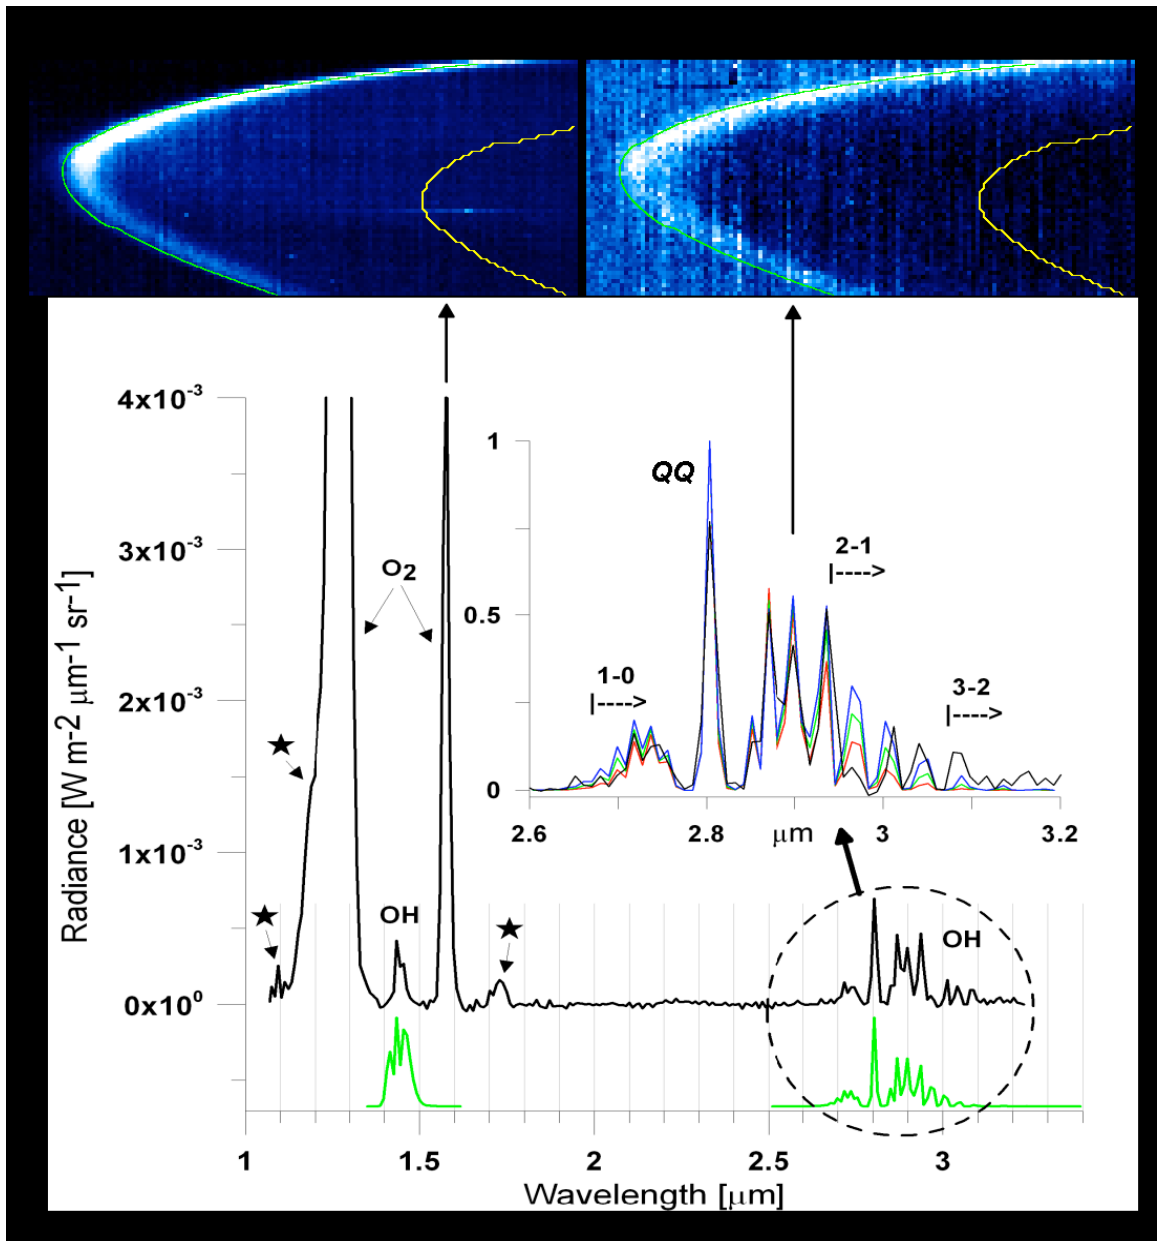 4x10-3
3x10-3
2x10-3
1x10-3
0x10⁰
Radiance [W m-2 μm-1 sr-1]
O2
OH
OH
1
0.5
0
QQ
1-0
|---->
2-1
|---->
3-2
|---->
2.6
2.8
μm
3
3.2
1
1.5
2
2.5
3
Wavelength [μm]